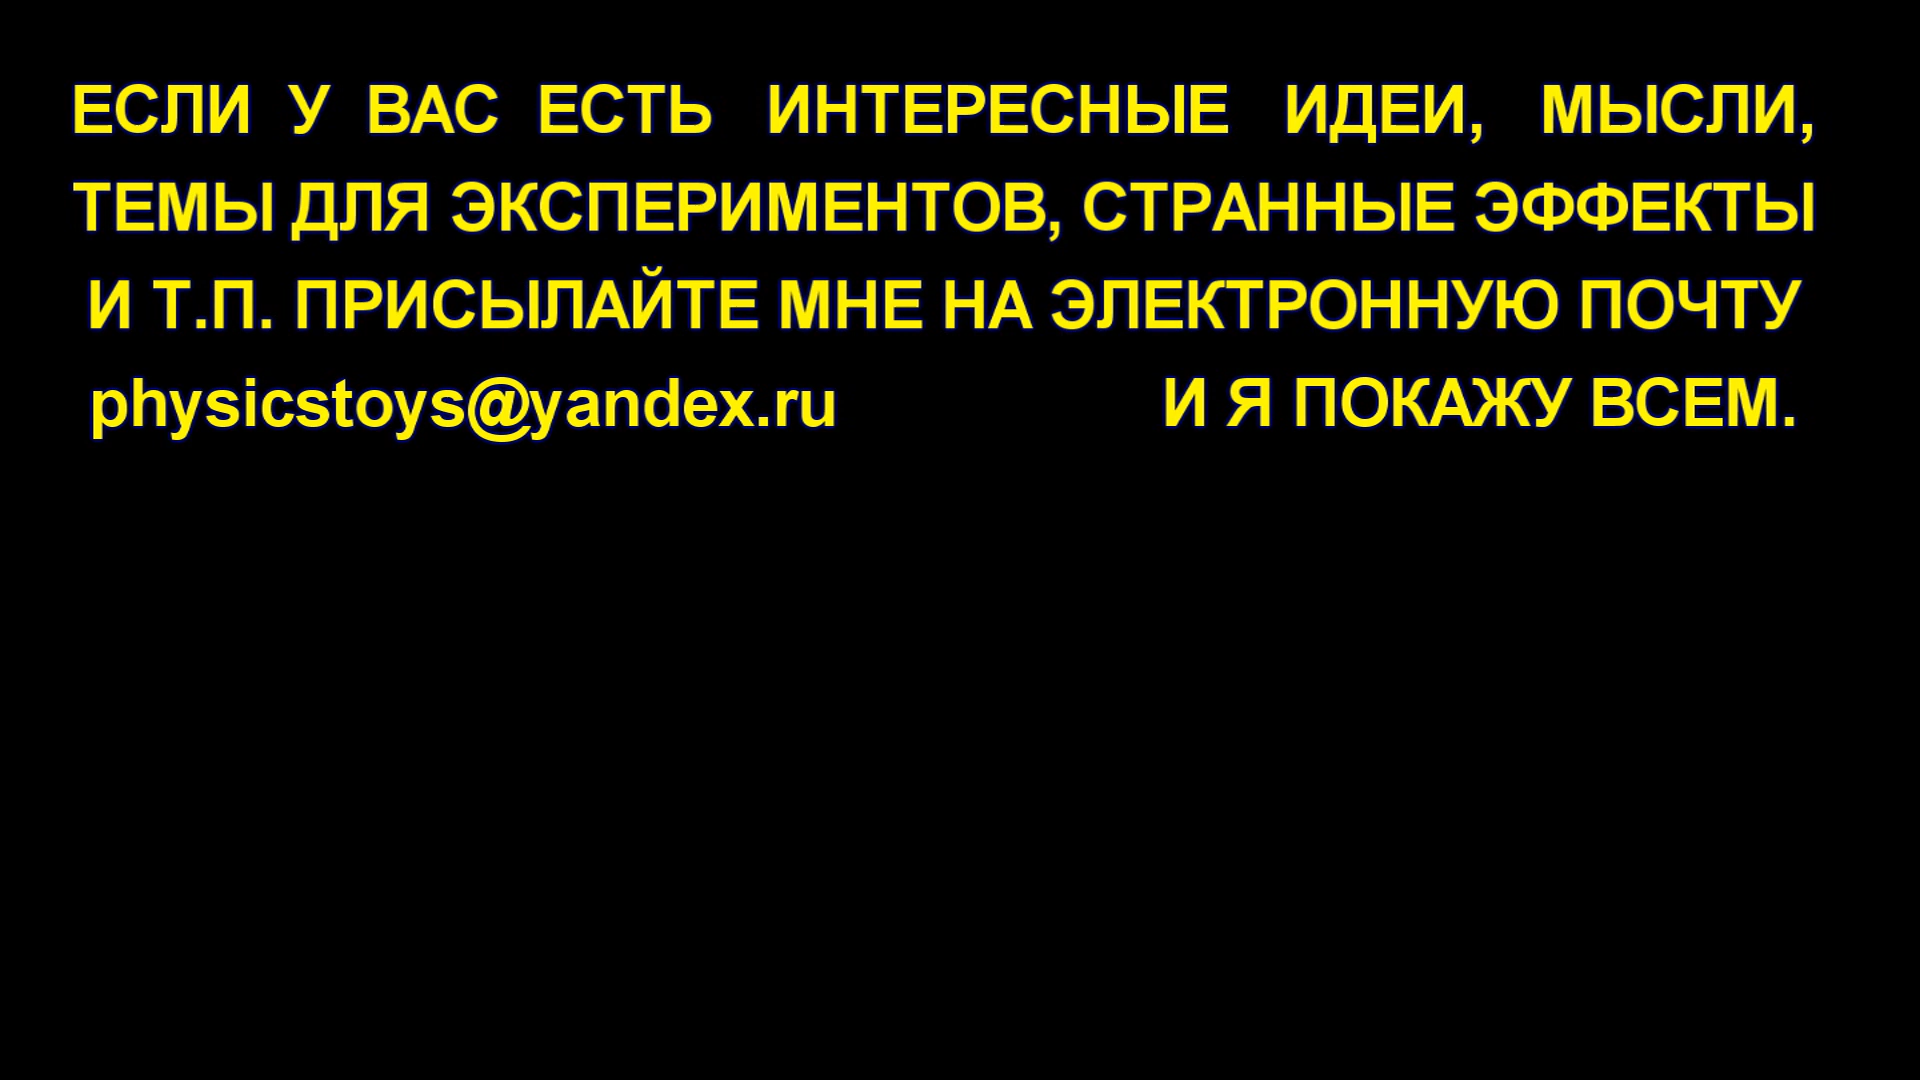 ЕСЛИ У ВАС ЕСТЬ ИНТЕРЕСНЫЕ ИДЕИ, МЫСЛИ,
ТЕМЫ ДЛЯ ЭКСПЕРИМЕНТОВ, СТРАННЫЕ ЭФФЕКТЫ
И Т.П. ПРИСЫЛАЙТЕ МНЕ НА ЭЛЕКТРОННУЮ ПОЧТУ
physicstoys@yandex.ru И Я ПОКАЖУ ВСЕМ.